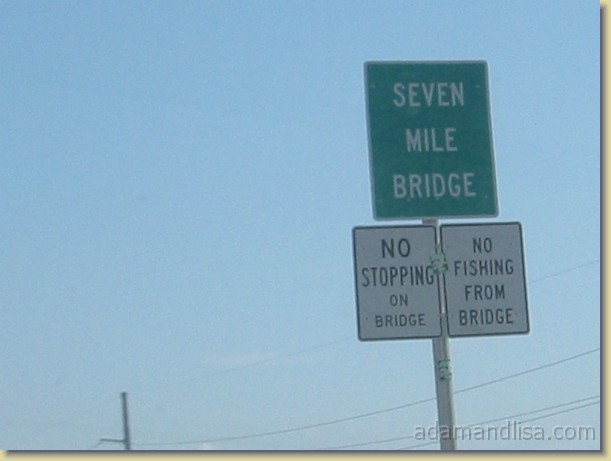 SEVEN
MILE
BRIDGE
NO
STOPPING
ON
BRIDGE
NO
FISHING
FROM
BRIDGE
adamandlisa.com